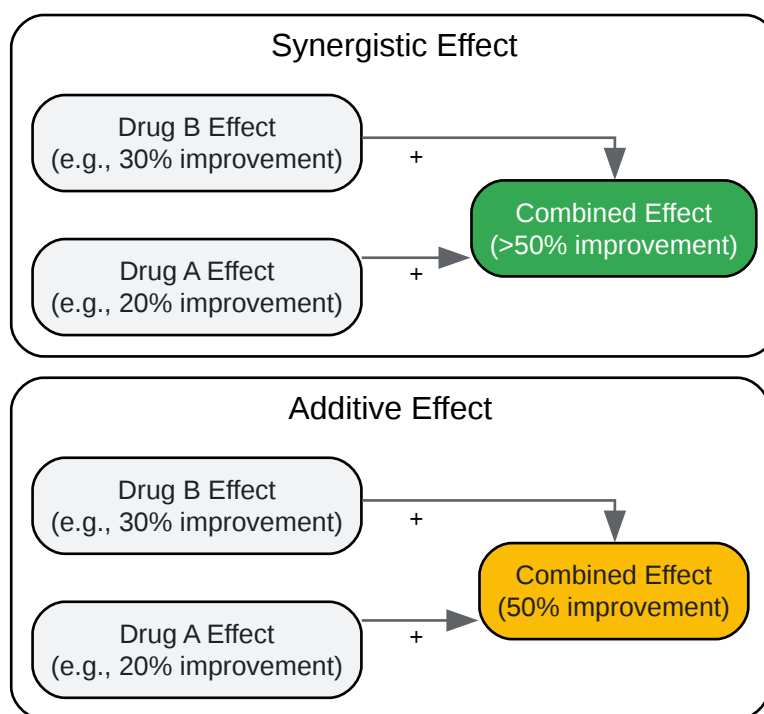 Synergistic Effect
Drug B Effect
(e.g., 30% improvement)
+
Combined Effect
(>50% improvement)
Drug A Effect
(e.g., 20% improvement)
+
Additive Effect
Drug B Effect
(e.g., 30% improvement)
+
Combined Effect
(50% improvement)
Drug A Effect
(e.g., 20% improvement)
+